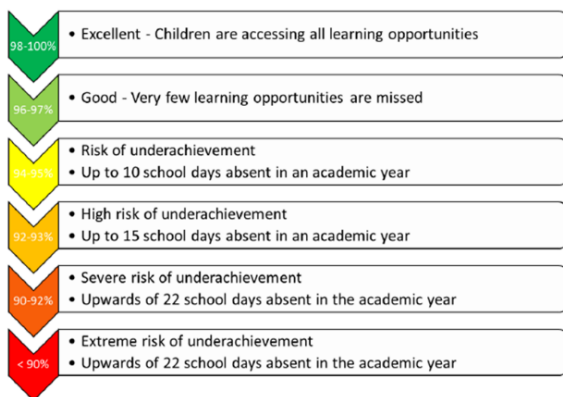 98-100%
• Excellent - Children are accessing all learning opportunities
96-97%
• Good - Very few learning opportunities are missed
94-95%
• Risk of underachievement
• Up to 10 school days absent in an academic year
92-93%
• High risk of underachievement
• Up to 15 school days absent in an academic year
90-92%
• Severe risk of underachievement
• Upwards of 22 school days absent in the academic year
< 90%
• Extreme risk of underachievement
• Upwards of 22 school days absent in the academic year